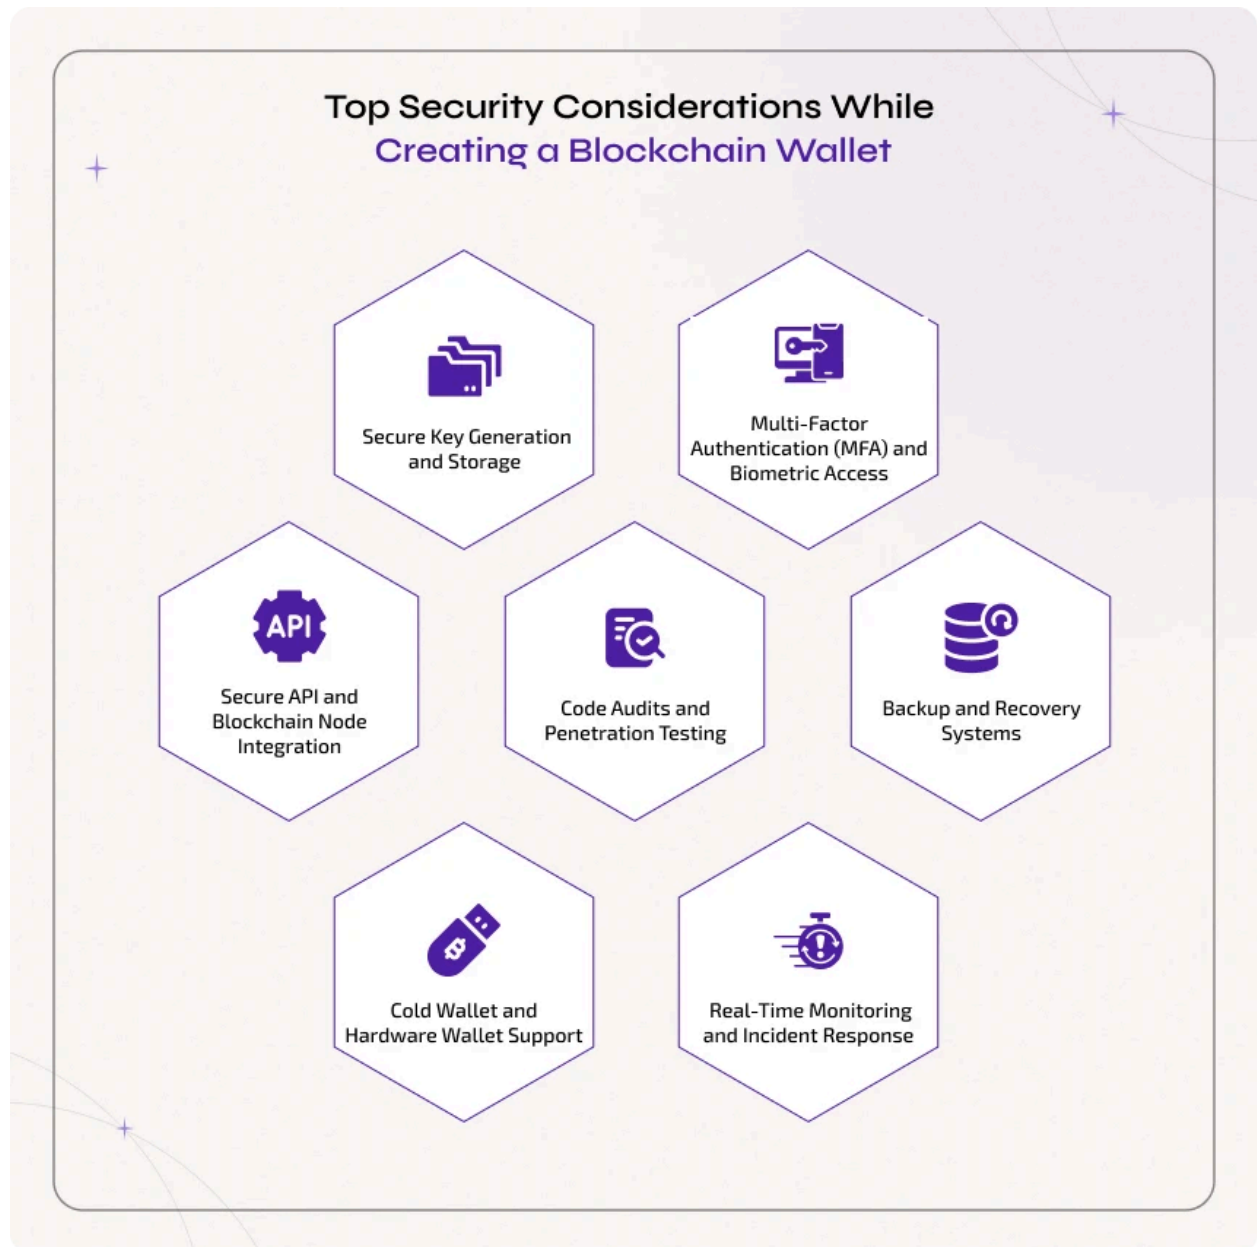 Top Security Considerations While
Creating a Blockchain Wallet
Secure Key Generation
and Storage
Multi-Factor
Authentication (MFA) and
Biometric Access
API
Secure API and
Blockchain Node
Integration
Code Audits and
Penetration Testing
Backup and Recovery
Systems
Cold Wallet and
Hardware Wallet Support
Real-Time Monitoring
and Incident Response